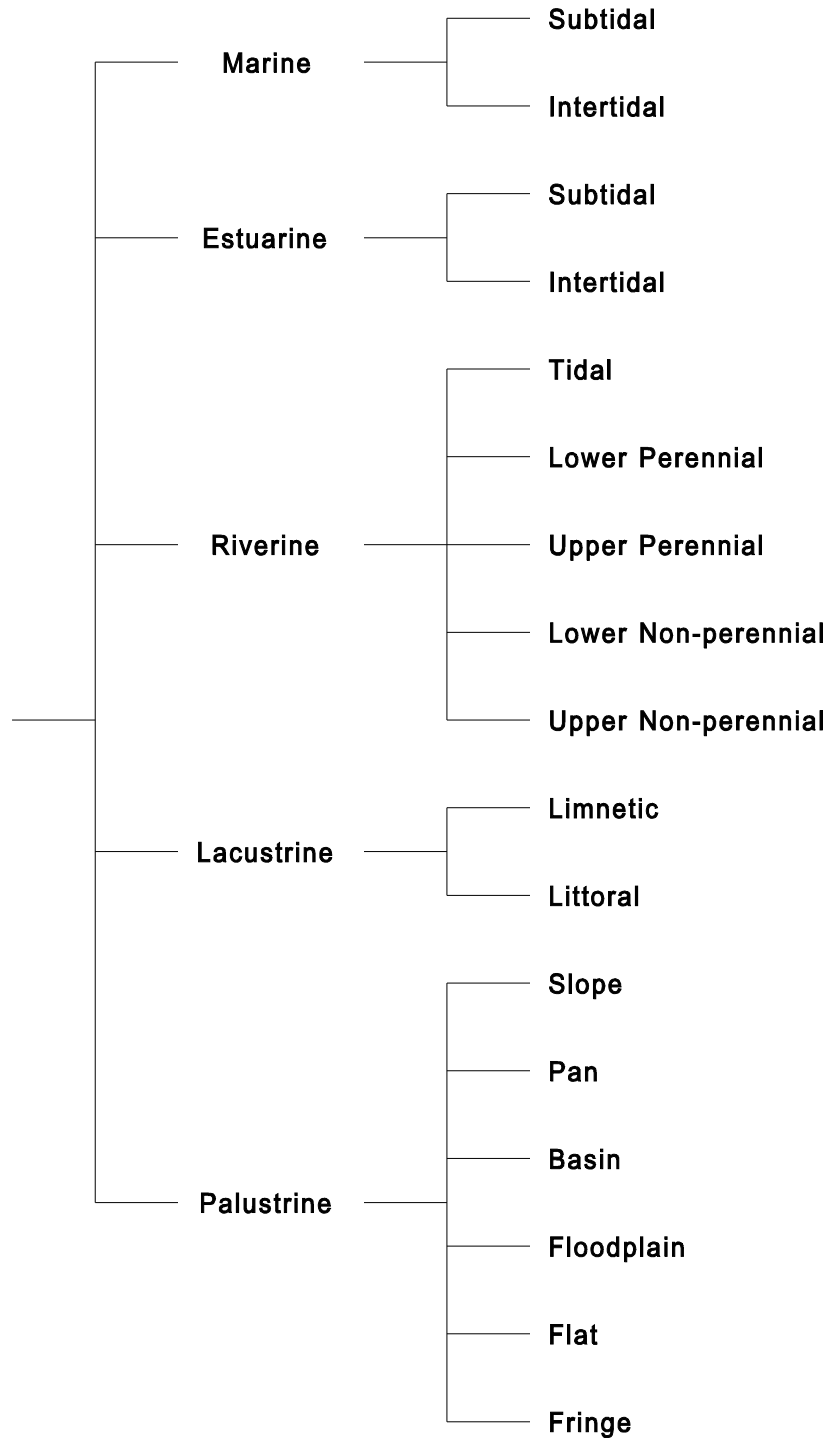 Marine
Subtidal
Intertidal
Estuarine
Subtidal
Intertidal
Riverine
Tidal
Lower Perennial
Upper Perennial
Lower Non-perennial
Upper Non-perennial
Lacustrine
Limnetic
Littoral
Palustrine
Slope
Pan
Basin
Floodplain
Flat
Fringe